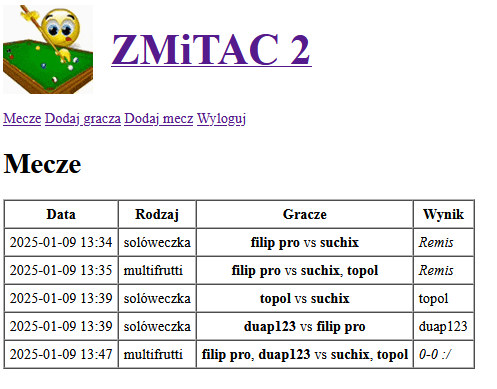 ZMiTAC 2
Mecze Dodaj gracza Dodaj mecz Wyloguj
Mecze
Data Rodzaj Gracze Wynik
2025-01-09 13:34 solóweczka filip pro vs suchix Remis
2025-01-09 13:35 multifrutti filip pro vs suchix, topol Remis
2025-01-09 13:39 solóweczka topol vs suchix topol
2025-01-09 13:39 solóweczka duap123 vs filip pro duap123
2025-01-09 13:47 multifrutti filip pro, duap123 vs suchix, topol 0-0 :/